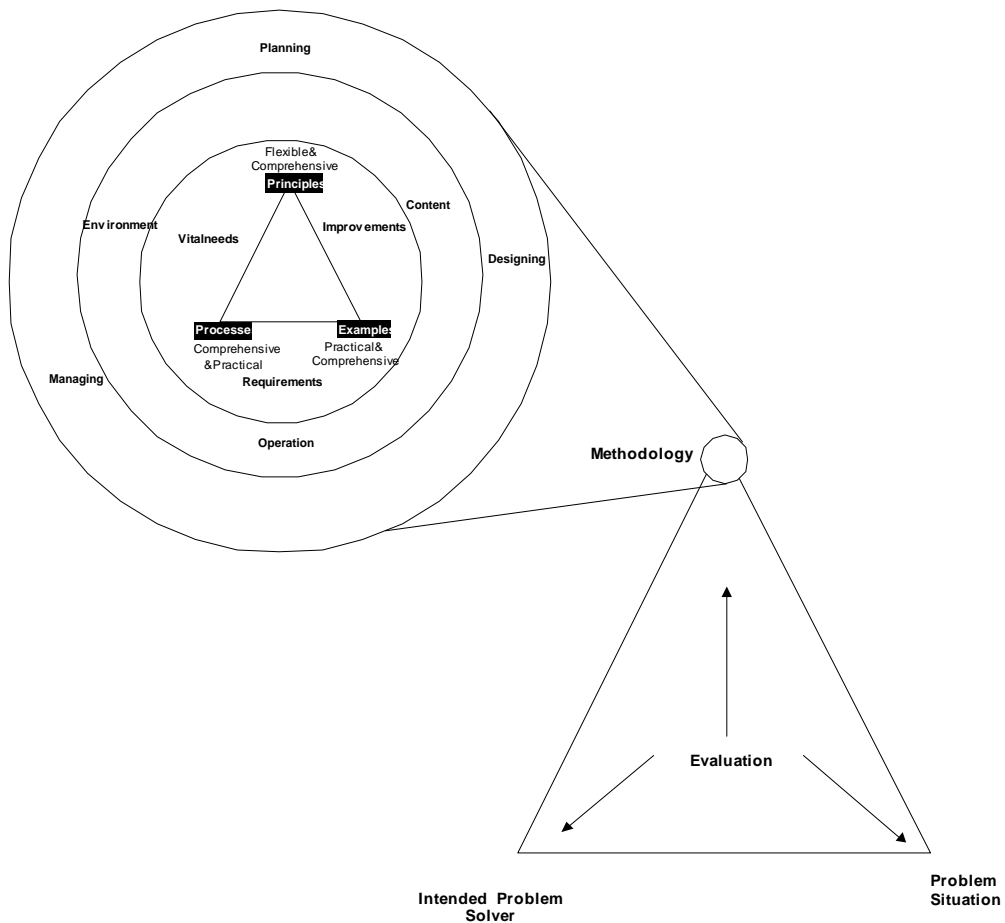 Planning
Flexible&
Comprehensive
Principles
Content
Environment
Improvements
Vitalneeds
Designing
Processe
Examples
Comprehensive
&Practical
Practical&
Comprehensive
Managing
Requirements
Operation
Methodology
Evaluation
Intended Problem
Solver
Problem
Situation